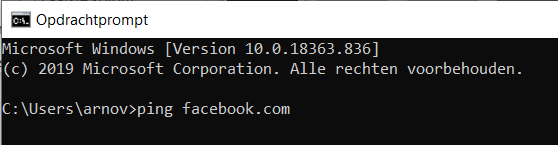 C:\. Opdrachtprompt
Microsoft Windows [Version 10.0.18363.836]
(c) 2019 Microsoft Corporation. Alle rechten voorbehouden.
C:\Users\arnov>ping facebook.com